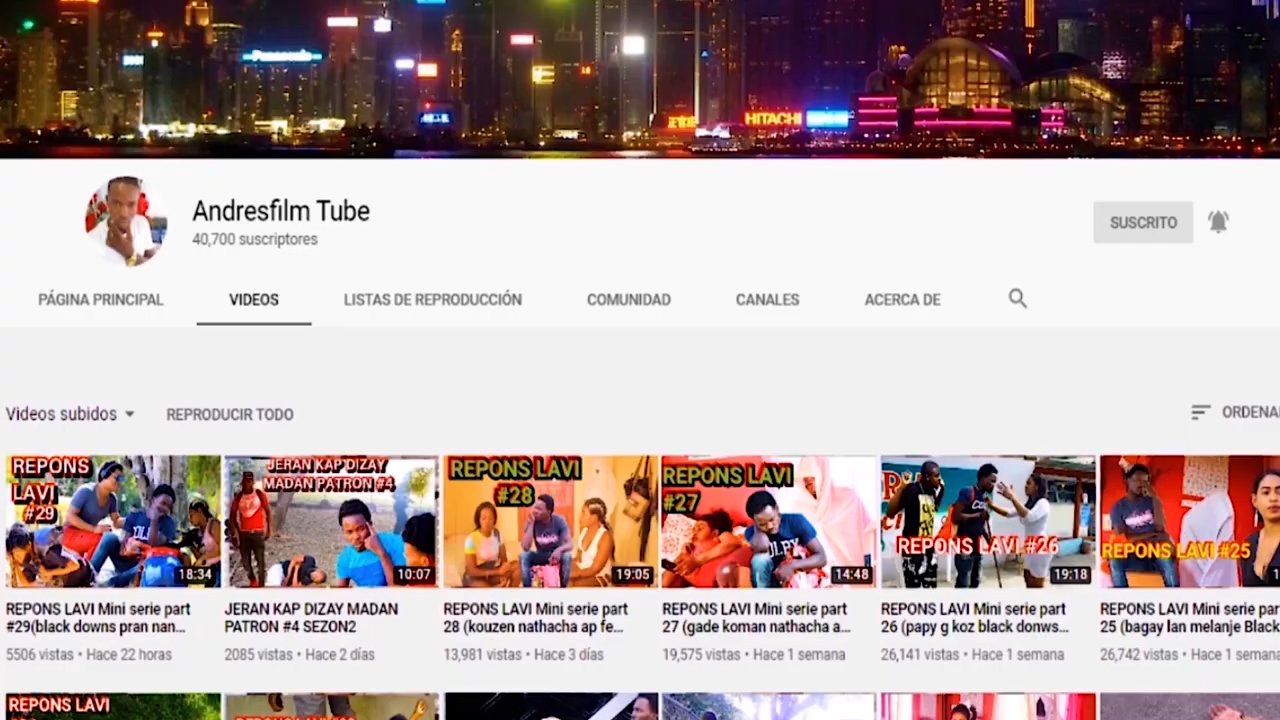 Panasonic
HITACHI
Andresfilm Tube
40,700 suscriptores
SUSCRITO
PÁGINA PRINCIPAL
VIDEOS
LISTAS DE REPRODUCCIÓN
COMUNIDAD
CANALES
ACERCA DE
Videos subidos
REPRODUCIR TODO
ORDENA
REPONS
LAVI
#29
18:34
JERAN KAP DIZAY
MADAN PATRON #4
10:07
REPONS LAVI
#28
19:05
REPONS LAVI
#27
14:48
REPONS LAVI #26
19:18
REPONS LAVI #25
REPONS LAVI Mini serie part
#29(black downs pran nan...
5506 vistas • Hace 22 horas
JERAN KAP DIZAY MADAN
PATRON #4 SEZON2
2085 vistas • Hace 2 días
REPONS LAVI Mini serie part
28 (kouzen nathacha ap fe...
13,981 vistas • Hace 3 días
REPONS LAVI Mini serie part
27 (gade koman nathacha a...
19,575 vistas • Hace 1 semana
REPONS LAVI Mini serie part
26 (papy g koz black donws...
26,141 vistas • Hace 1 semana
REPONS LAVI Mini serie par
25 (bagay lan melanje Black
26,742 vistas • Hace 1 semana
REPONS LAVI